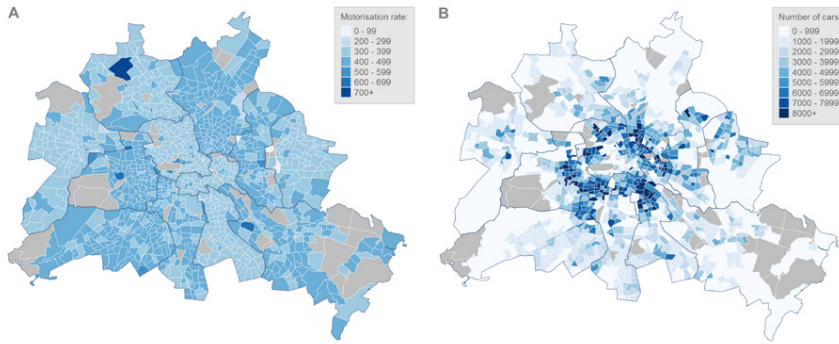 A
Motorisation rate:
0 - 99
200 - 299
300 - 399
400 - 499
500 - 599
600 - 699
700+
B
Number of cars
0 - 999
1000 - 1999
2000 - 2999
3000 - 3999
4000 - 4999
5000 - 5999
6000 - 6999
7000 - 7999
8000+